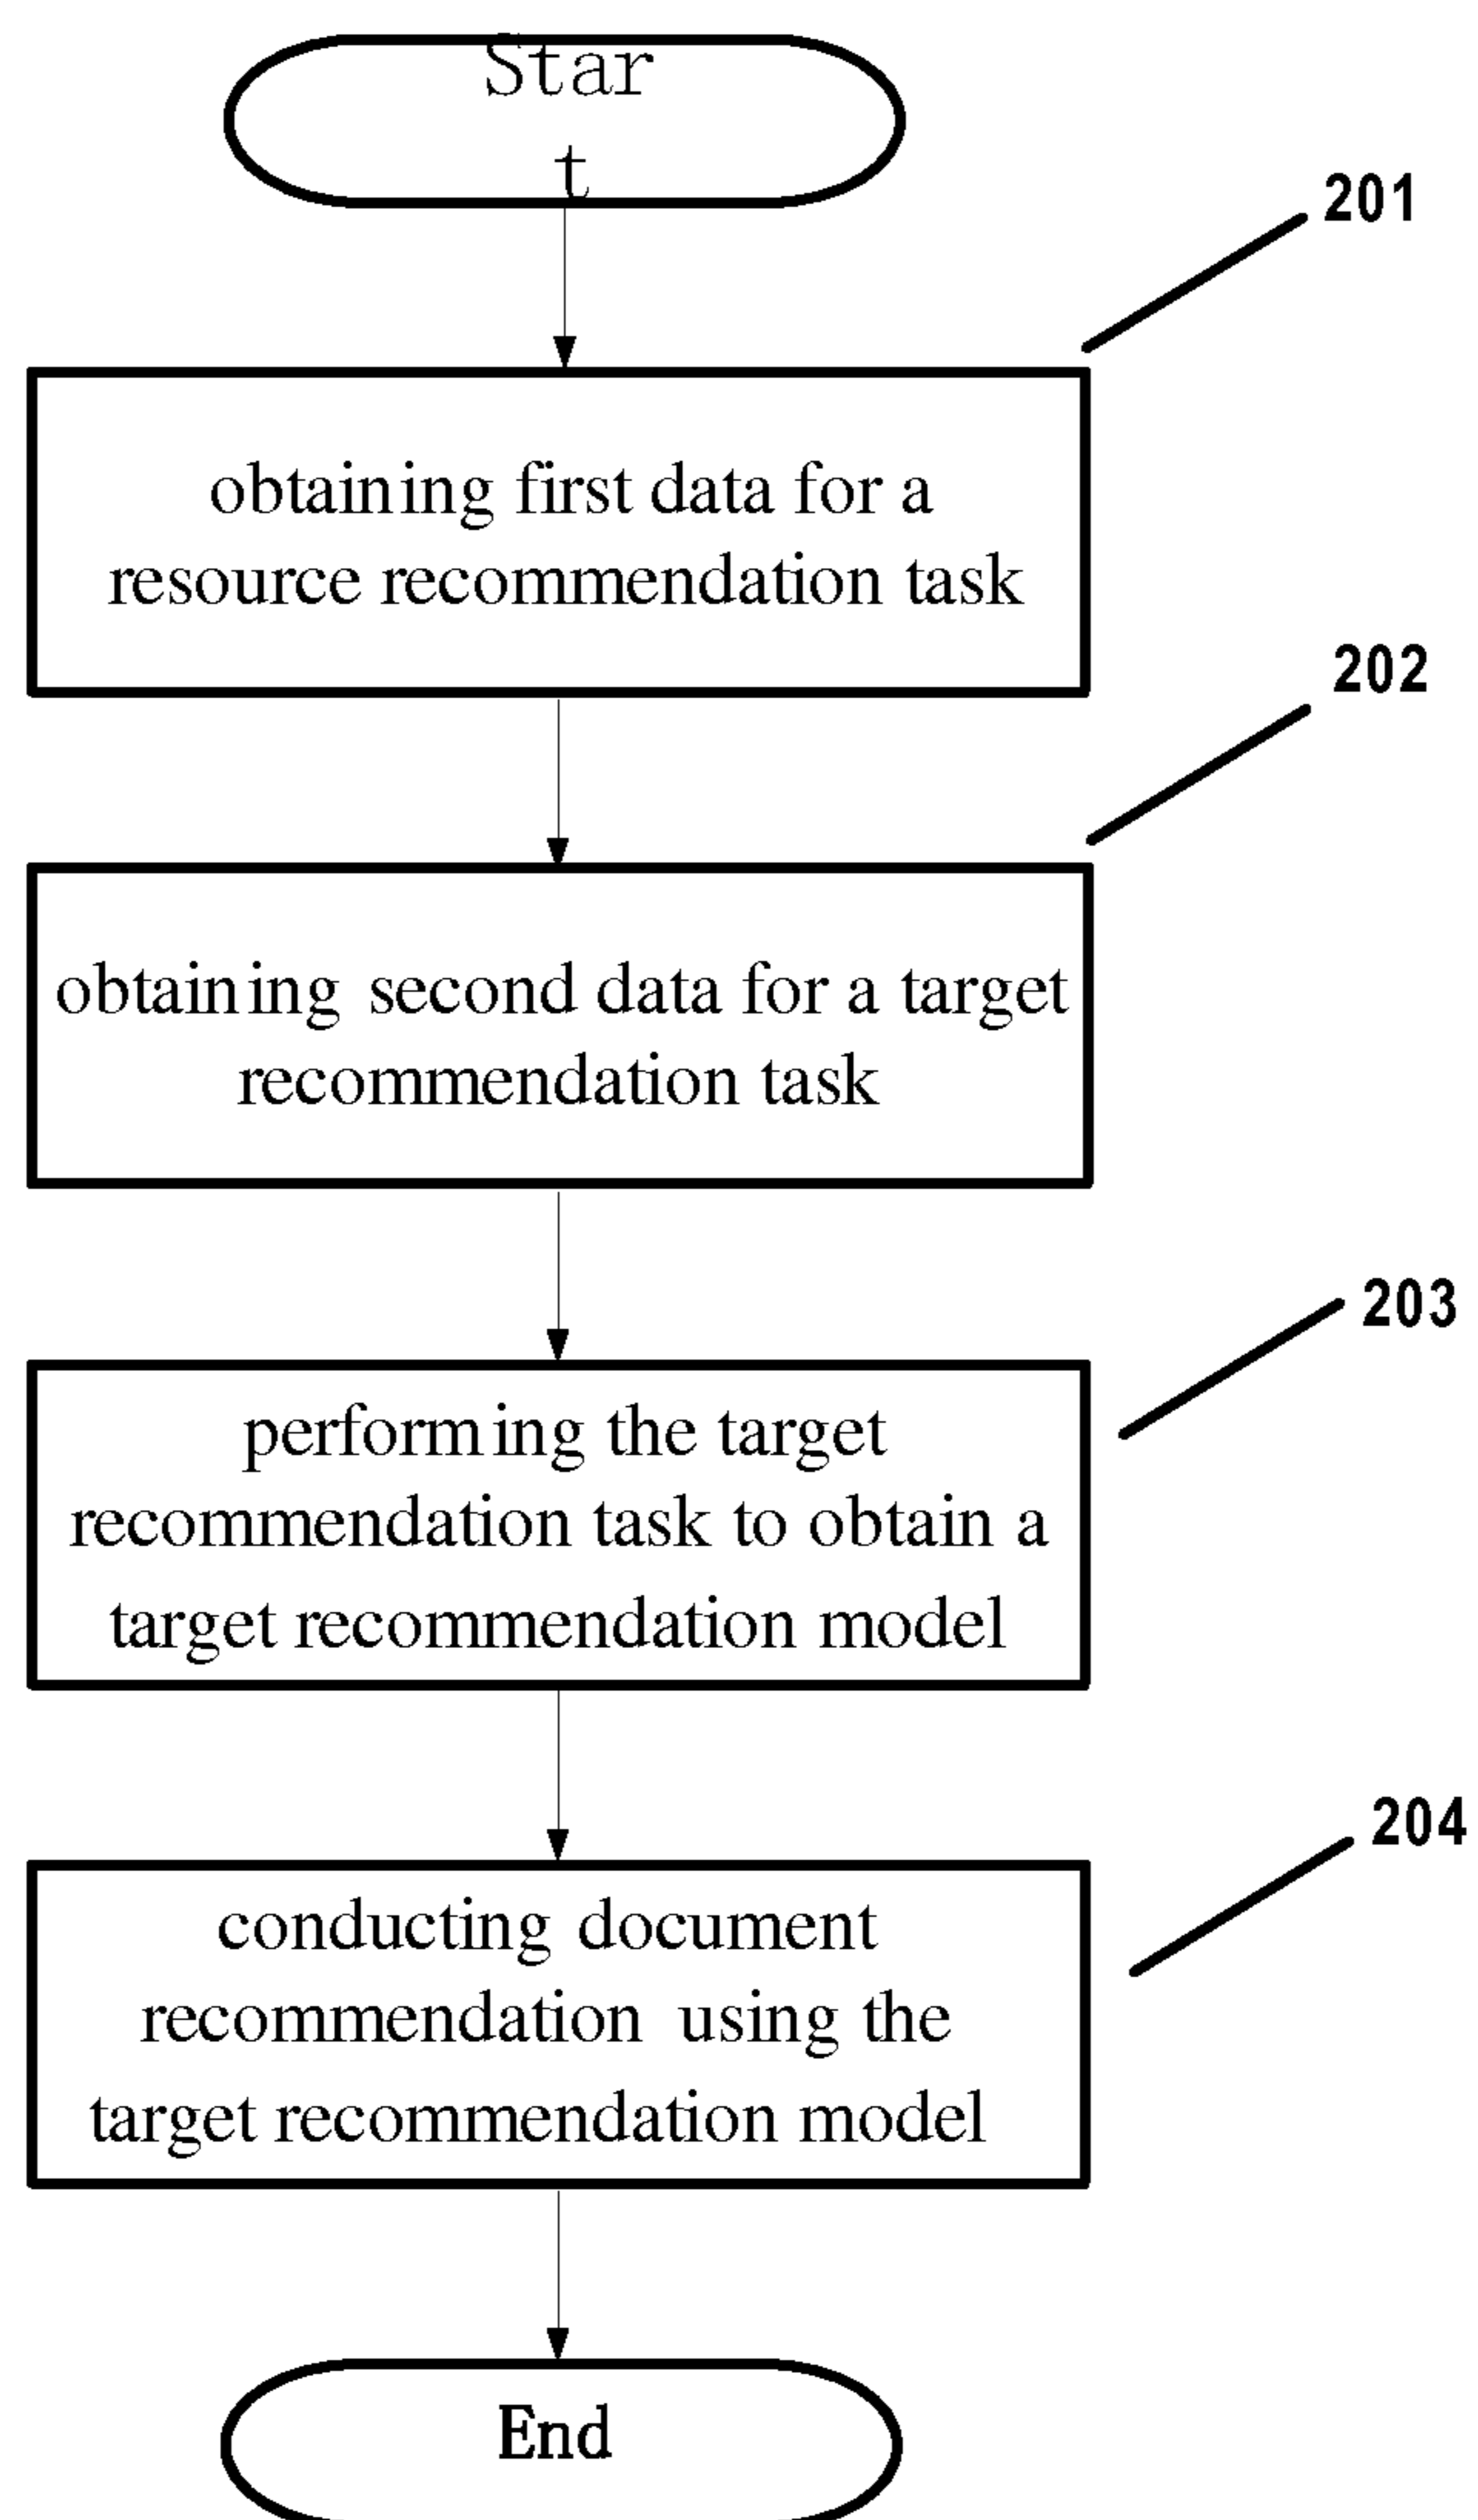 Star
t
201
obtaining first data for a
resource recommendation task
202
obtaining second data for a target
recommendation task
203
performing the target
recommendation task to obtain a
target recommendation model
204
conducting document
recommendation using the
target recommendation model
End